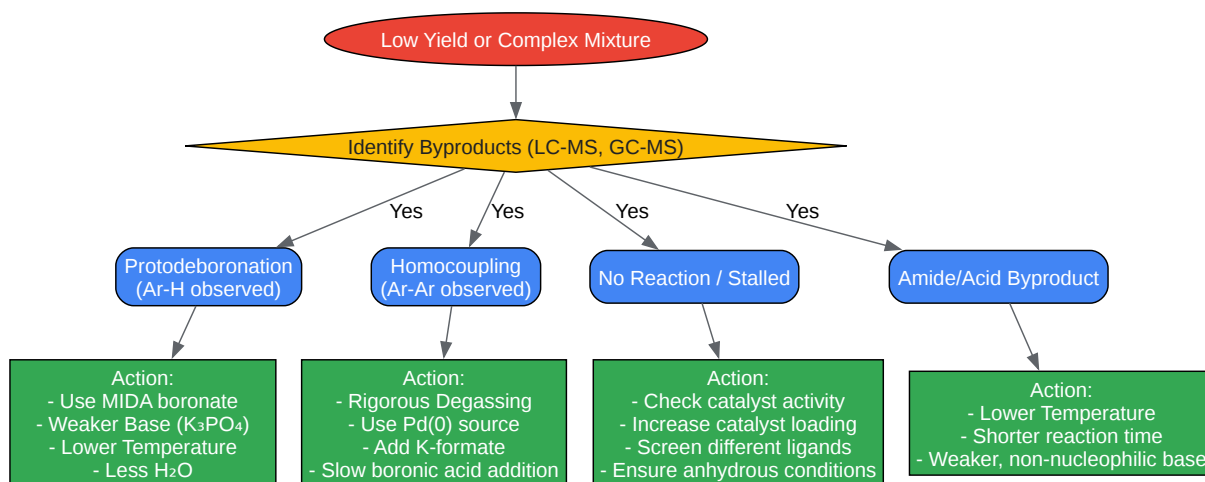 Low Yield or Complex Mixture
Identify Byproducts (LC-MS, GC-MS)
Yes
Yes
Yes
Yes
Protodeboronation
(Ar-H observed)
Homocoupling
(Ar-Ar observed)
No Reaction / Stalled
Amide/Acid Byproduct
Action:
- Use MIDA boronate
- Weaker Base (K₃PO₄)
- Lower Temperature
- Less H₂O
Action:
- Rigorous Degassing
- Use Pd(0) source
- Add K-formate
- Slow boronic acid addition
Action:
- Check catalyst activity
- Increase catalyst loading
- Screen different ligands
- Ensure anhydrous conditions
Action:
- Lower Temperature
- Shorter reaction time
- Weaker, non-nucleophilic base